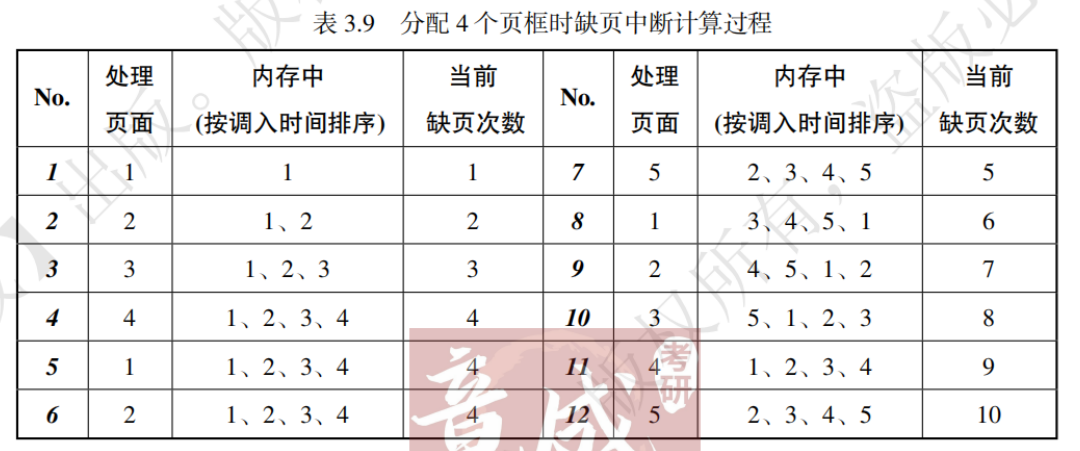 表 3.9 分配 4 个页框时缺页中断计算过程
No. 处理页面 内存中(按调入时间排序) 当前缺页次数 No. 处理页面 内存中(按调入时间排序) 当前缺页次数
1 1 1 1 7 5 2、3、4、5 5
2 2 1、2 2 8 1 3、4、5、1 6
3 3 1、2、3 3 9 2 4、5、1、2 7
4 4 1、2、3、4 4 10 3 5、1、2、3 8
5 1 1、2、3、4 4 11 4 1、2、3、4 9
6 2 1、2、3、4 4 12 5 2、3、4、5 10
出版。
版权所有，盗版必
考研